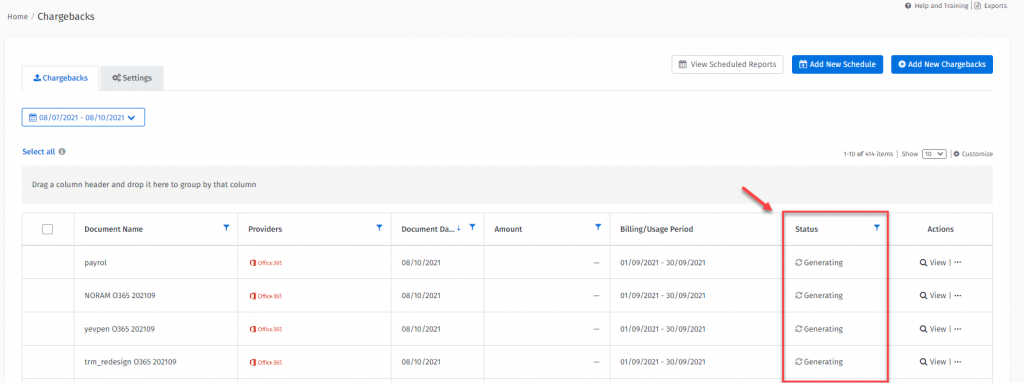 Help and Training | Exports
Home / Chargebacks
Chargebacks Settings View Scheduled Reports Add New Schedule Add New Chargebacks
08/07/2021 - 08/10/2021
Select all 1-10 of 414 items | Show 10 | Customize
Drag a column header and drop it here to group by that column
Document Name Providers Document Da... Amount Billing/Usage Period Status Actions
payrol Office 365 08/10/2021 — 01/09/2021 - 30/09/2021 Generating View | ···
NORAM O365 202109 Office 365 08/10/2021 — 01/09/2021 - 30/09/2021 Generating View | ···
yevpen O365 202109 Office 365 08/10/2021 — 01/09/2021 - 30/09/2021 Generating View | ···
trm_redesign O365 202109 Office 365 08/10/2021 — 01/09/2021 - 30/09/2021 Generating View | ···